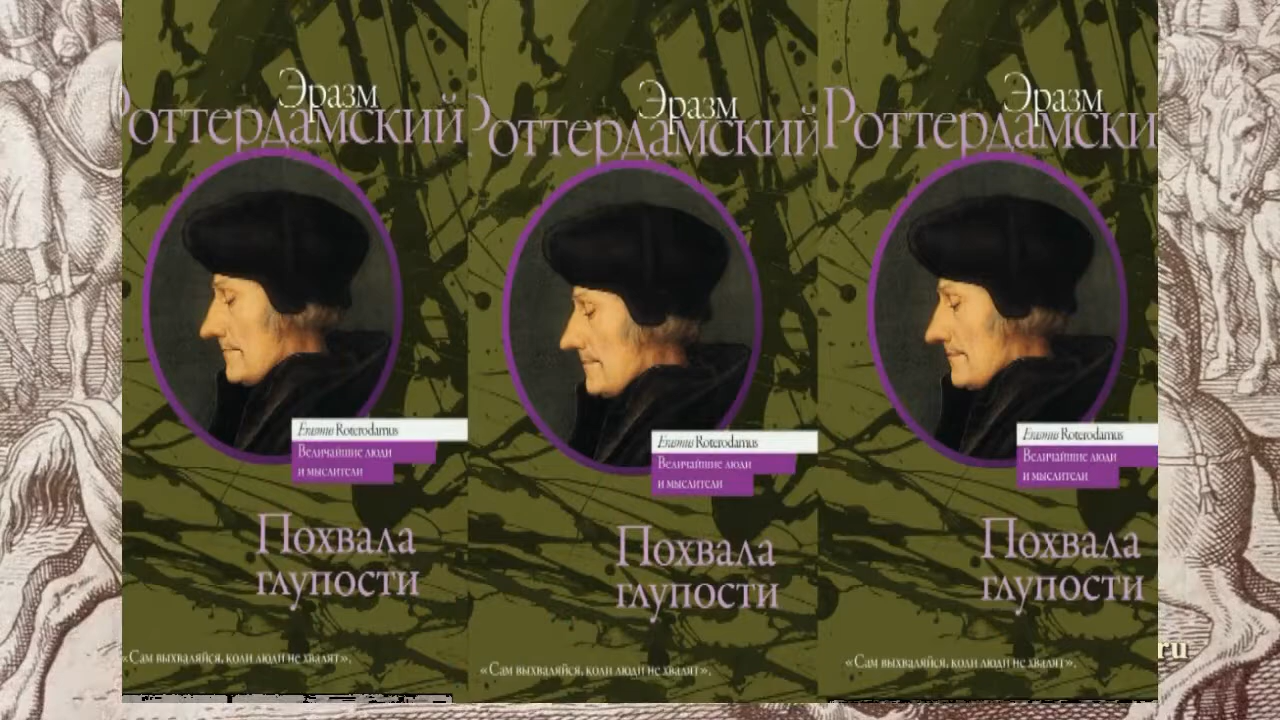 Эразм
Роттердамский
Erasmus Roterodamus
Величайшие люди
и мыслители
Похвала
глупости
«Сам выхваляйся, коли люди не хвалят».
Эразм
Роттердамский
Erasmus Roterodamus
Величайшие люди
и мыслители
Похвала
глупости
«Сам выхваляйся, коли люди не хвалят».
Эразм
Роттердамски
Erasmus Roterodamus
Величайшие люди
и мыслители
Похвала
глупости
«Сам выхваляйся, коли люди не хвалят».
ru